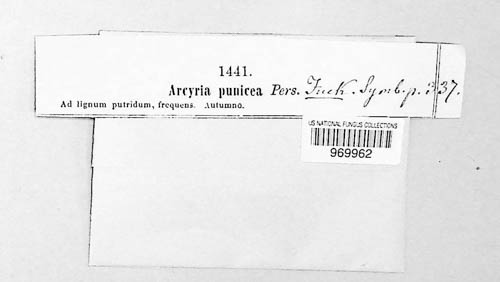 1441.
Arcyria punicea Pers. Fuck. Symb. p. 337.
Ad lignum putridum, frequens. Autumno.
US NATIONAL FUNGUS COLLECTIONS
969962